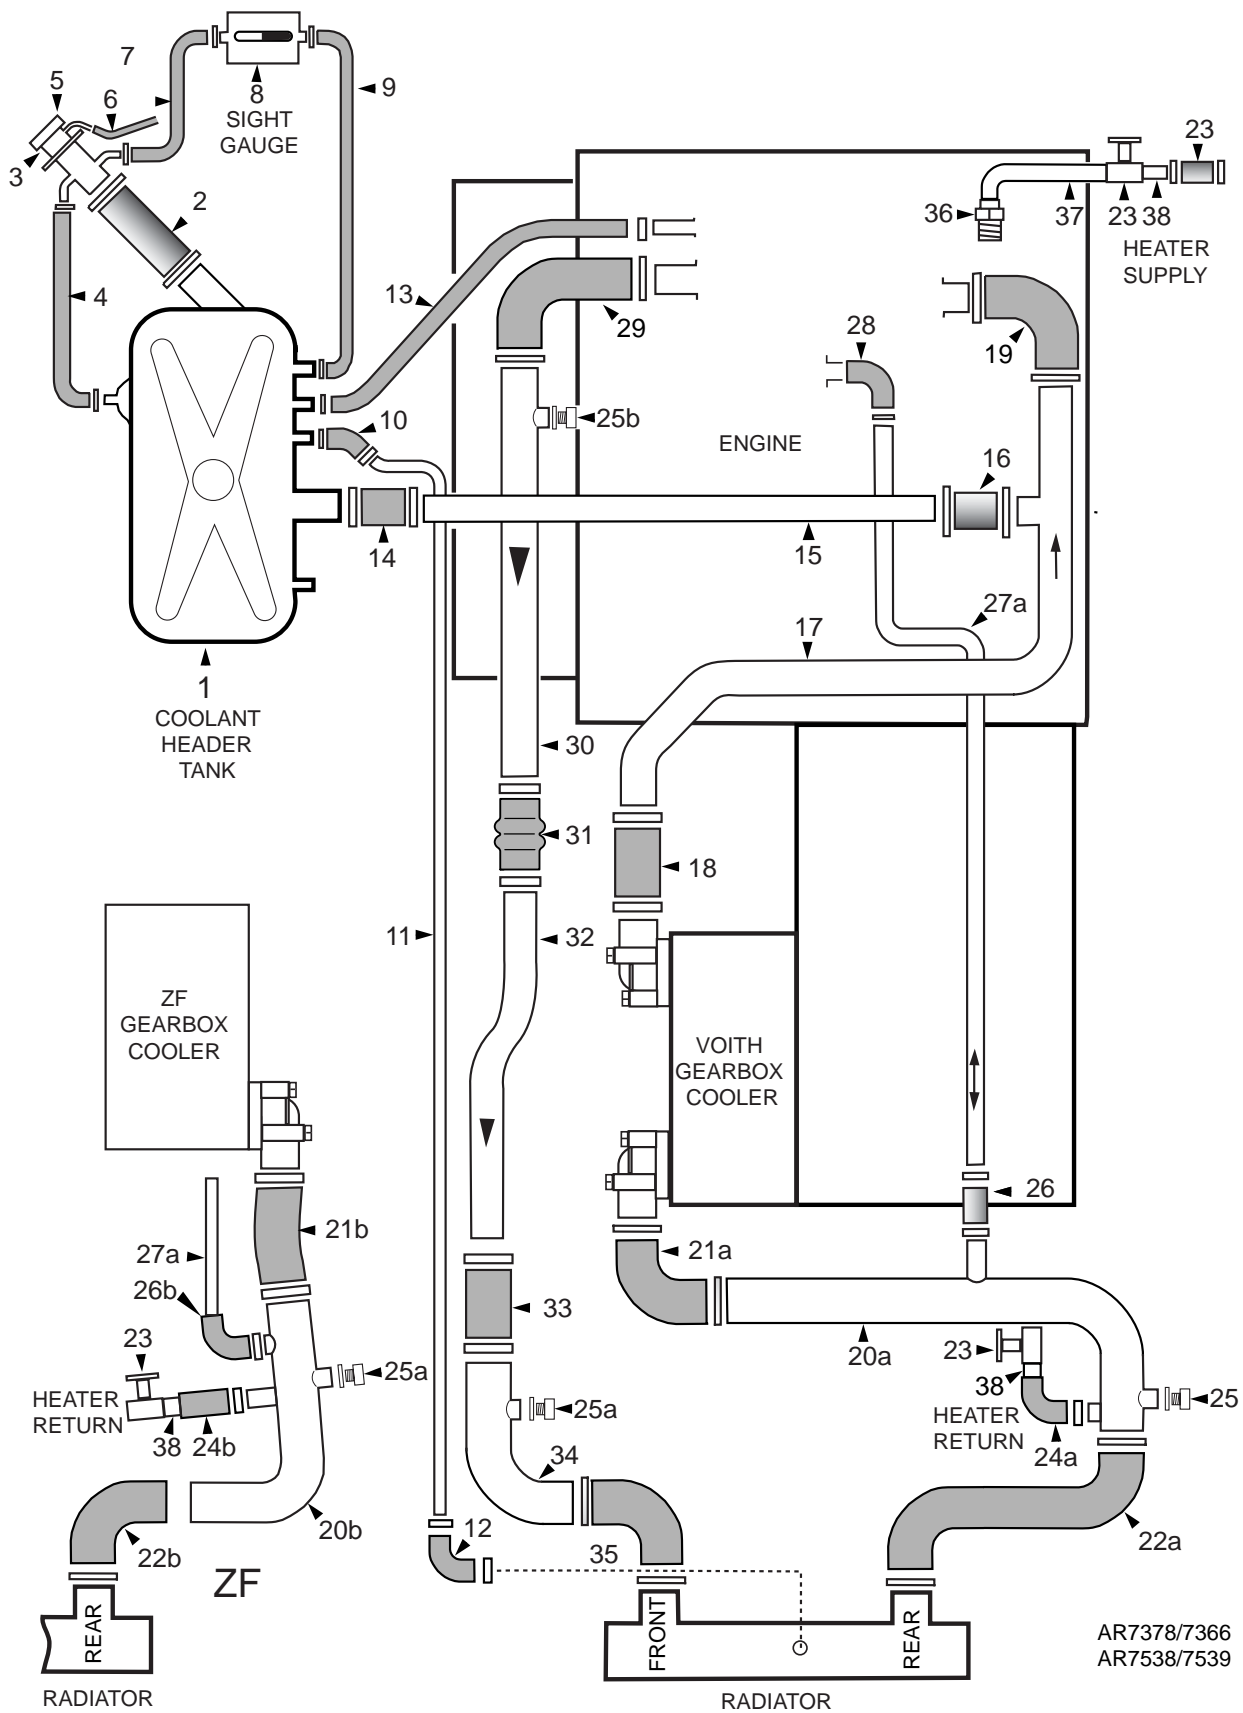 7
5
6
8
SIGHT
GAUGE
9
3
2
4
13
10
14
1
COOLANT
HEADER
TANK
29
25b
ENGINE
28
36
37
23
23
38
HEATER
SUPPLY
19
16
15
27a
17
30
31
18
32
11
ZF
GEARBOX
COOLER
VOITH
GEARBOX
COOLER
26
21b
27a
26b
23
HEATER
RETURN
38
24b
25a
20b
22b
ZF
REAR
RADIATOR
33
25a
34
12
35
21a
20a
23
38
HEATER
RETURN
24a
25
22a
FRONT
REAR
RADIATOR
AR7378/7366
AR7538/7539